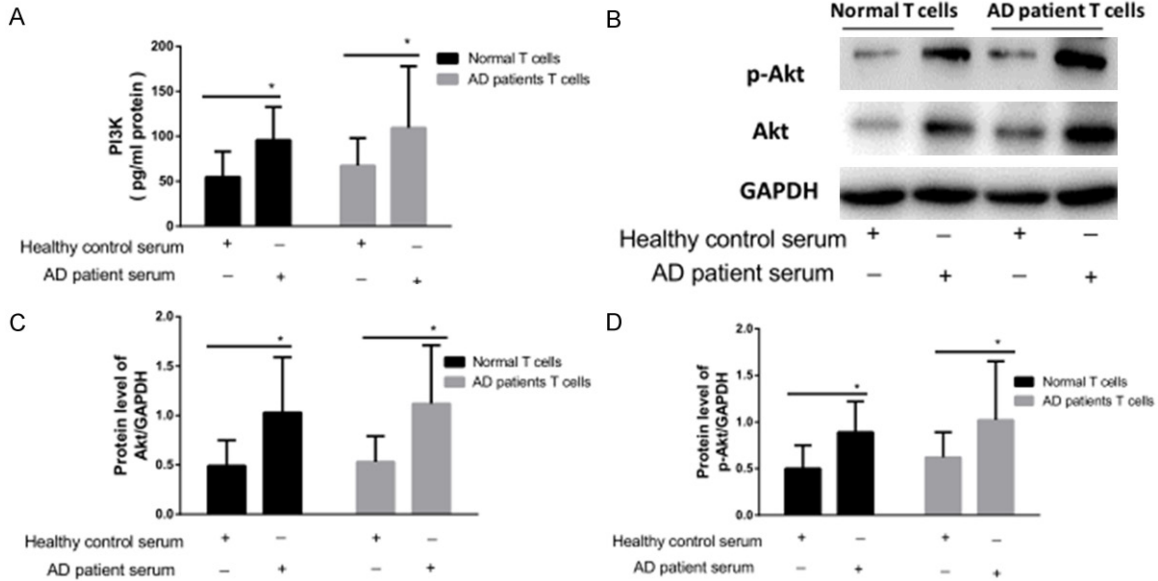 A
200
150
100
50
0
PI3K
( pg/ml protein )
*
*
Normal T cells
AD patients T cells
Healthy control serum + – + –
AD patient serum – + – +
B
Normal T cells AD patient T cells
p-Akt
Akt
GAPDH
Healthy control serum + – + –
AD patient serum – + – +
C
2.0
1.5
1.0
0.5
0.0
Protein level of
Akt/GAPDH
*
*
Normal T cells
AD patients T cells
Healthy control serum + – + –
AD patient serum – + – +
D
2.0
1.5
1.0
0.5
0.0
Protein level of
p-Akt/GAPDH
*
*
Normal T cells
AD patients T cells
Healthy control serum + – + –
AD patient serum – + – +